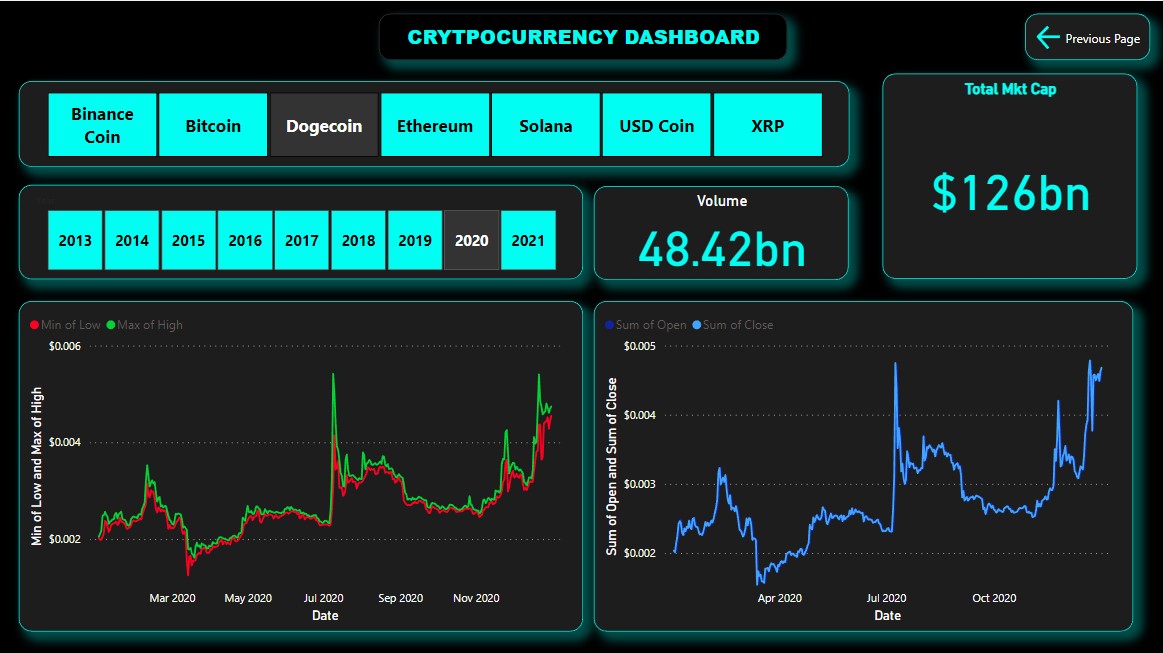 CRYTPOCURRENCY DASHBOARD
Previous Page
Binance
Coin
Bitcoin
Dogecoin
Ethereum
Solana
USD Coin
XRP
Total Mkt Cap
$126bn
2013
2014
2015
2016
2017
2018
2019
2020
2021
Volume
48.42bn
Min of Low
Max of High
$0.006
$0.004
$0.002
Min of Low and Max of High
Mar 2020
May 2020
Jul 2020
Sep 2020
Nov 2020
Date
Sum of Open
Sum of Close
$0.005
$0.004
$0.003
$0.002
Sum of Open and Sum of Close
Apr 2020
Jul 2020
Oct 2020
Date